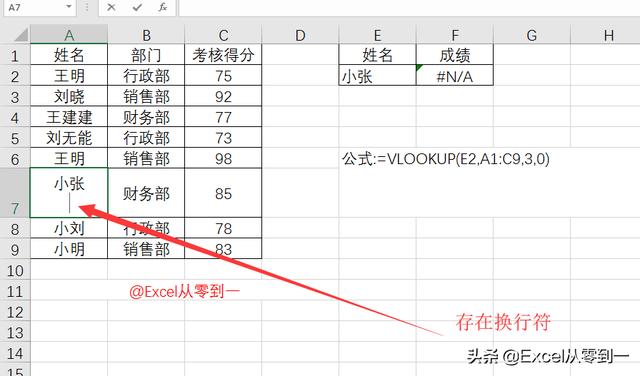 A7
fx
A B C D E F G H
1 姓名 部门 考核得分 姓名 成绩
2 王明 行政部 75 小张 #N/A
3 刘晓 销售部 92
4 王建建 财务部 77
5 刘无能 行政部 73
6 王明 销售部 98 公式:=VLOOKUP(E2,A1:C9,3,0)
7 小张 财务部 85
8 小刘 行政部 78
9 小明 销售部 83
10
11 @Excel从零到一
12 存在换行符
13
14 头条 @Excel从零到一
15